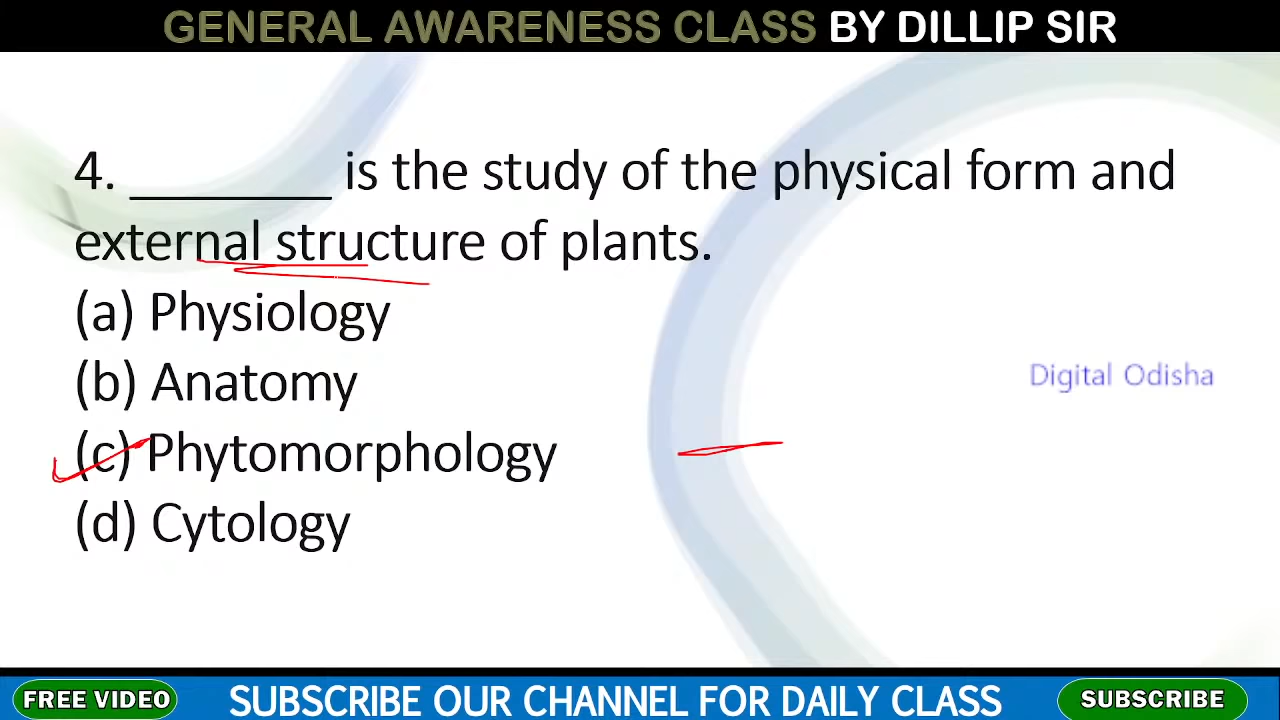 GENERAL AWARENESS CLASS BY DILLIP SIR
4. _______ is the study of the physical form and
external structure of plants.
(a) Physiology
(b) Anatomy
(c) Phytomorphology
(d) Cytology
Digital Odisha
FREE VIDEO
SUBSCRIBE OUR CHANNEL FOR DAILY CLASS
SUBSCRIBE